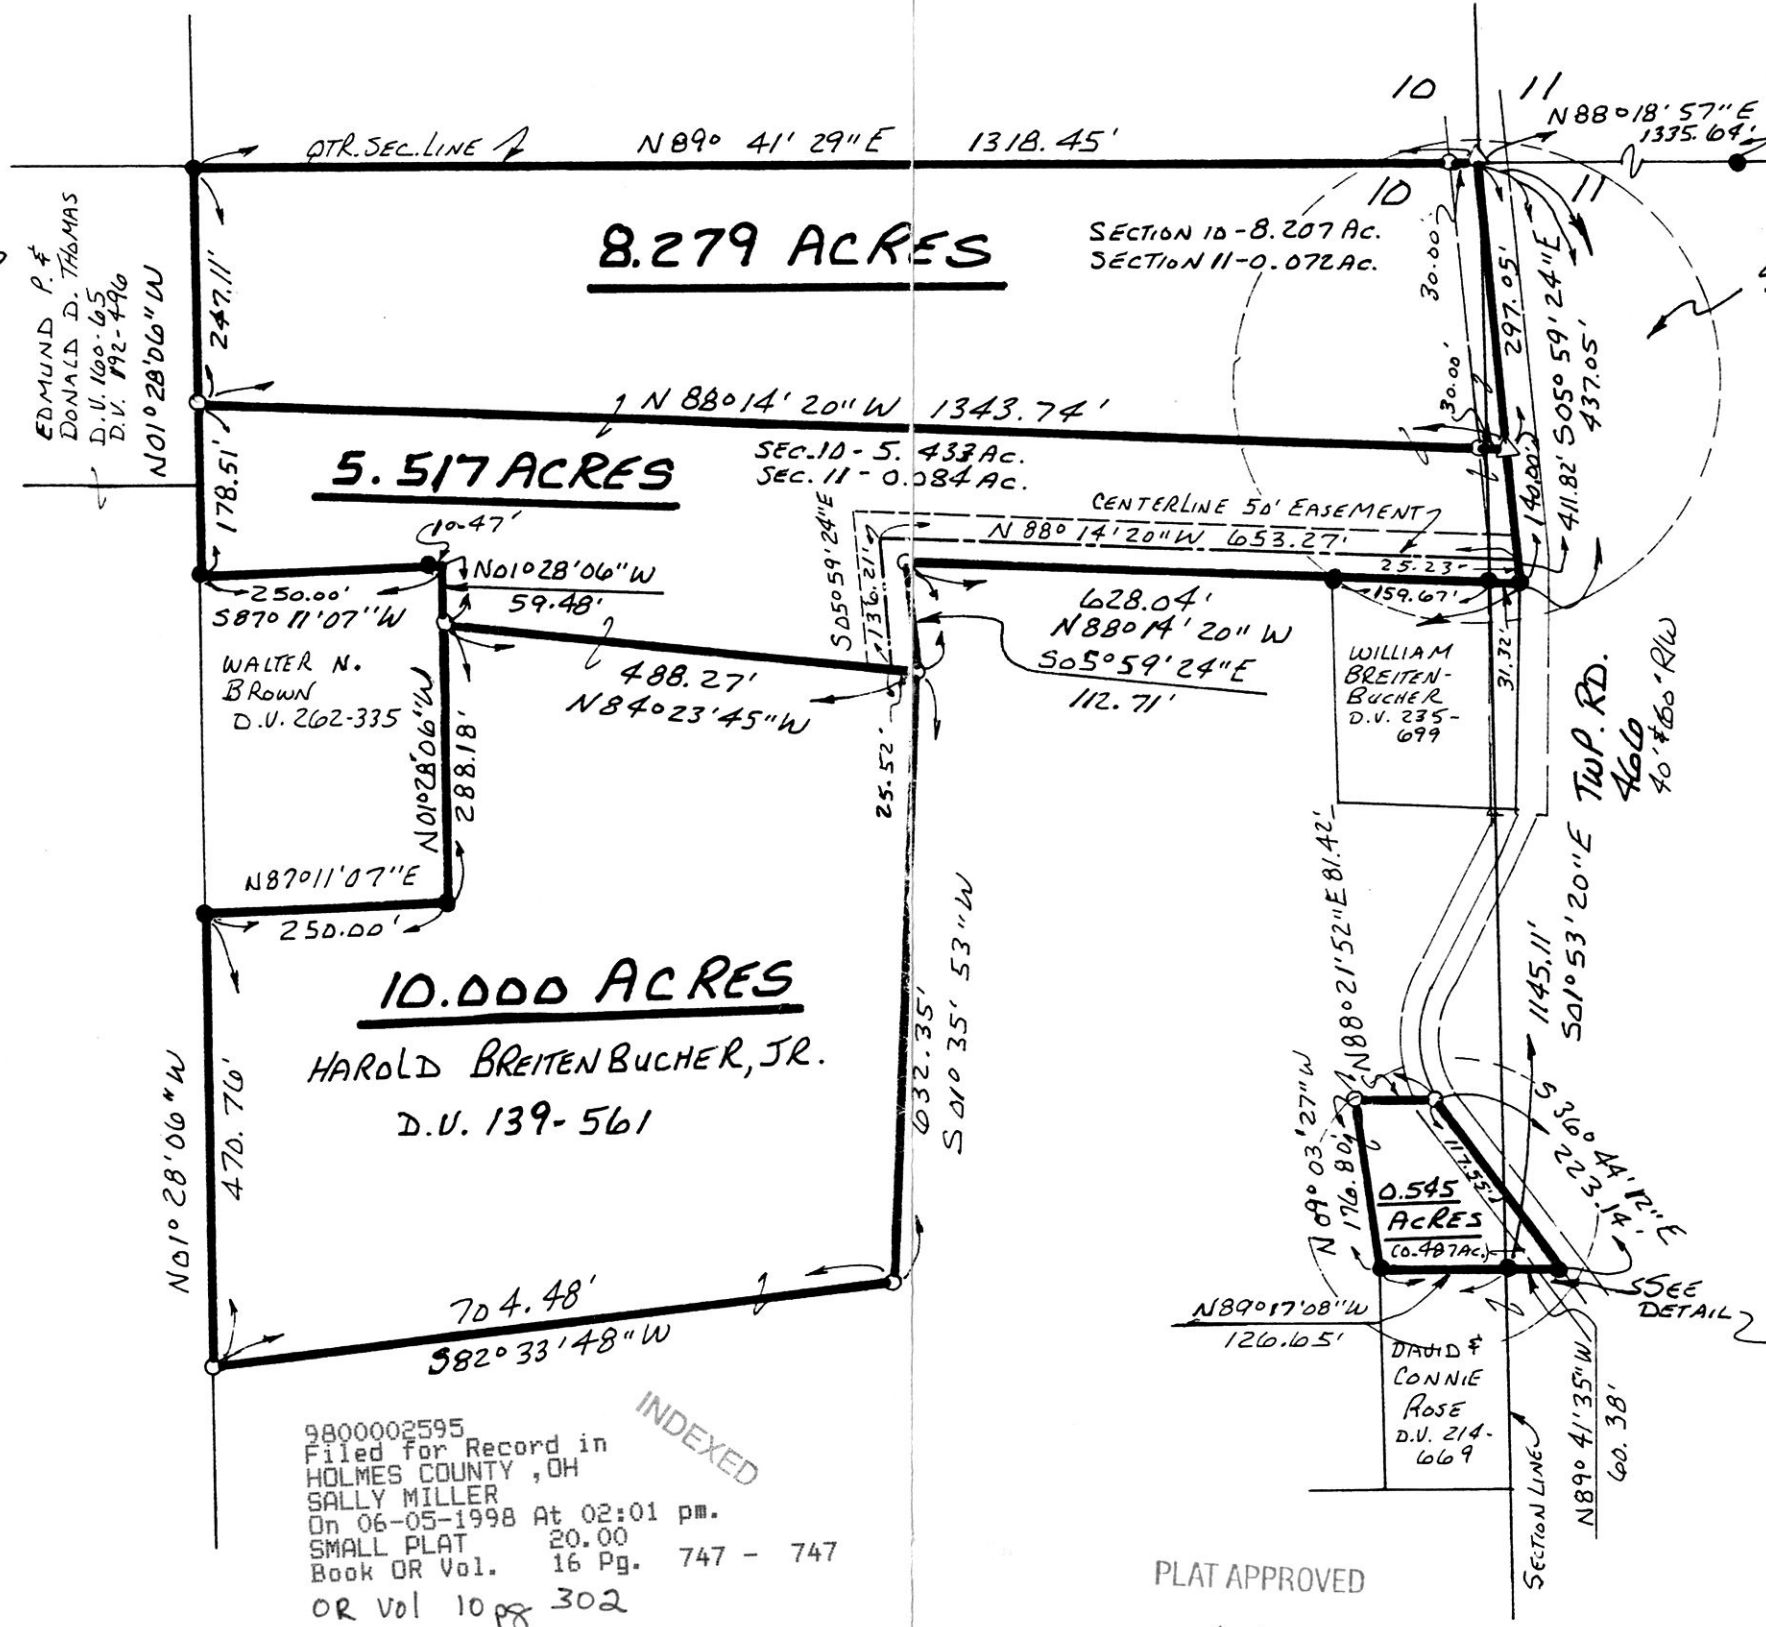 10 11
N88°18'57"E
1335.64'
QTR. SEC. LINE
N89° 41' 29"E 1318.45'
10 11
8.279 ACRES
SECTION 10-8.207 AC.
SECTION 11-0.072 AC.
EDMUND P. &
DONALD D. THOMAS
D.V. 160-65
D.V. 192-496
N01°28'06"W
247.11'
30.00'
297.05'
S05°59'24"E
437.05'
N88°14'20"W 1343.74'
30.00'
5.517 ACRES
SEC. 10 - 5.433 AC.
SEC. 11 - 0.084 AC.
178.51'
140.00'
411.82'
10.47'
CENTERLINE 50' EASEMENT
N88°14'20"W 653.27'
S05°59'24"E
136.21'
25.23'
250.00'
S87°11'07"W
N01°28'06"W
59.48'
628.04'
N88°14'20"W
159.67'
S05°59'24"E
112.71'
31.32'
WALTER N.
BROWN
D.V. 262-335
488.27'
N84°23'45"W
WILLIAM
BREITEN-
BUCHER
D.V. 235-
699
TWP. RD.
466
40' & 60' R/W
N01°28'06"W
288.18'
25.52'
N87°11'07"E
250.00'
N88°21'52"E 81.42'
1145.11'
S01°53'20"E
10.000 ACRES
HAROLD BREITENBUCHER, JR.
D.V. 139-561
632.35'
S01°35'53"W
N01°28'06"W
470.76'
N09°03'27"W
176.80'
117.55'
S 32° 44' 12" E
223.14'
0.545
ACRES
(0.487 AC.)
704.48'
S82°33'48"W
N89°17'08"W
126.65'
SEE
DETAIL
DAVID &
CONNIE
ROSE
D.V. 214-
669
SECTION LINE
N89°41'35"W
60.38'
INDEXED
9800002595
Filed for Record in
HOLMES COUNTY ,OH
SALLY MILLER
On 06-05-1998 At 02:01 pm.
SMALL PLAT 20.00
Book OR Vol. 16 Pg. 747 - 747
OR Vol 10 pg 302
PLAT APPROVED